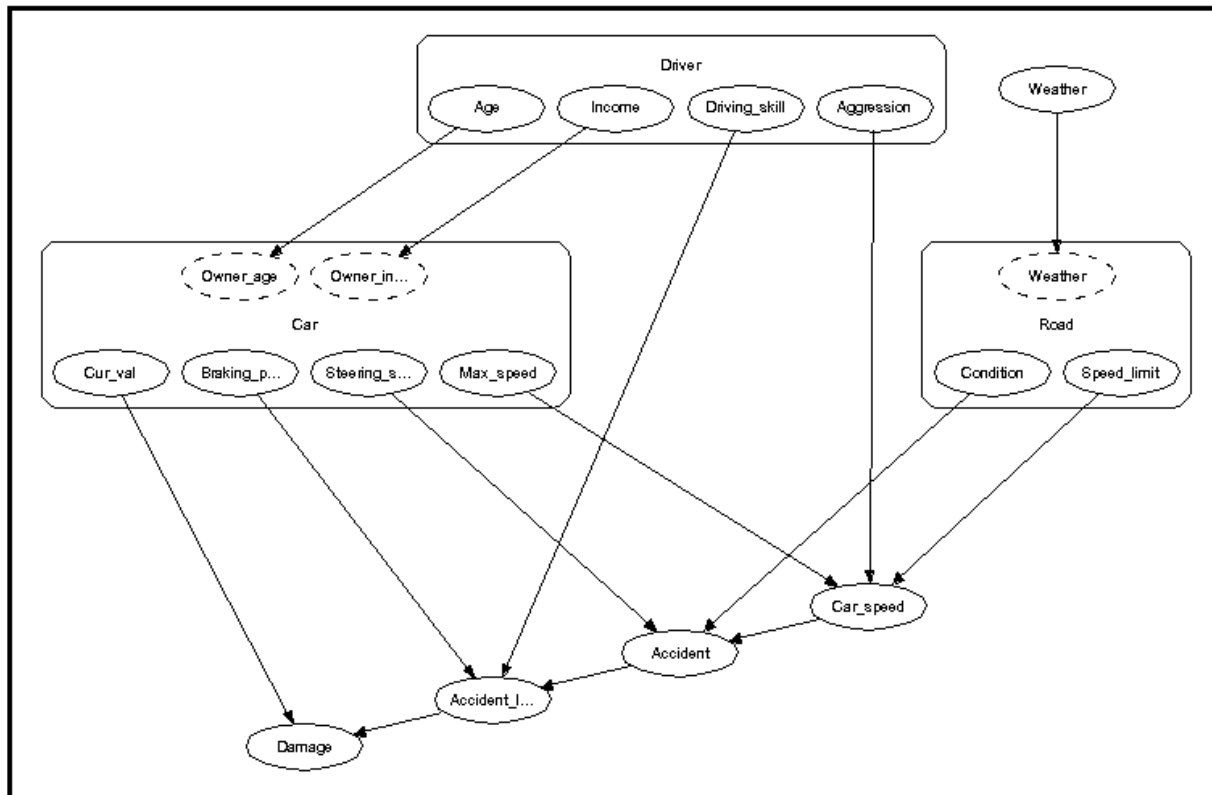 Driver
Age
Income
Driving_skill
Aggression
Weather
Owner_age
Owner_in...
Weather
Car
Road
Cur_val
Braking_p...
Steering_s...
Max_speed
Condition
Speed_limit
Car_speed
Accident
Accident_l...
Damage